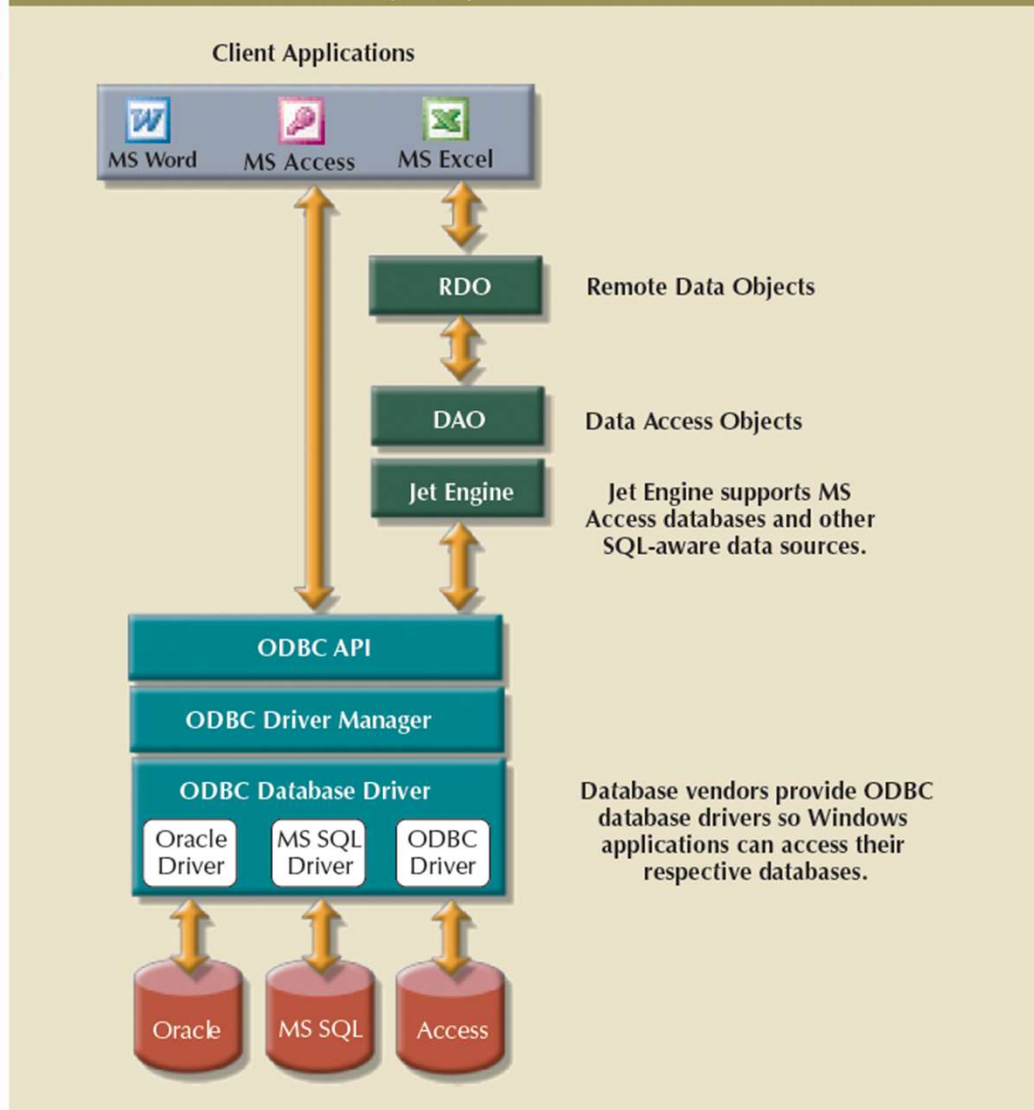 Client Applications
MS Word
MS Access
MS Excel
RDO
Remote Data Objects
DAO
Data Access Objects
Jet Engine
Jet Engine supports MS
Access databases and other
SQL-aware data sources.
ODBC API
ODBC Driver Manager
ODBC Database Driver
Oracle
Driver
MS SQL
Driver
ODBC
Driver
Database vendors provide ODBC
database drivers so Windows
applications can access their
respective databases.
Oracle
MS SQL
Access